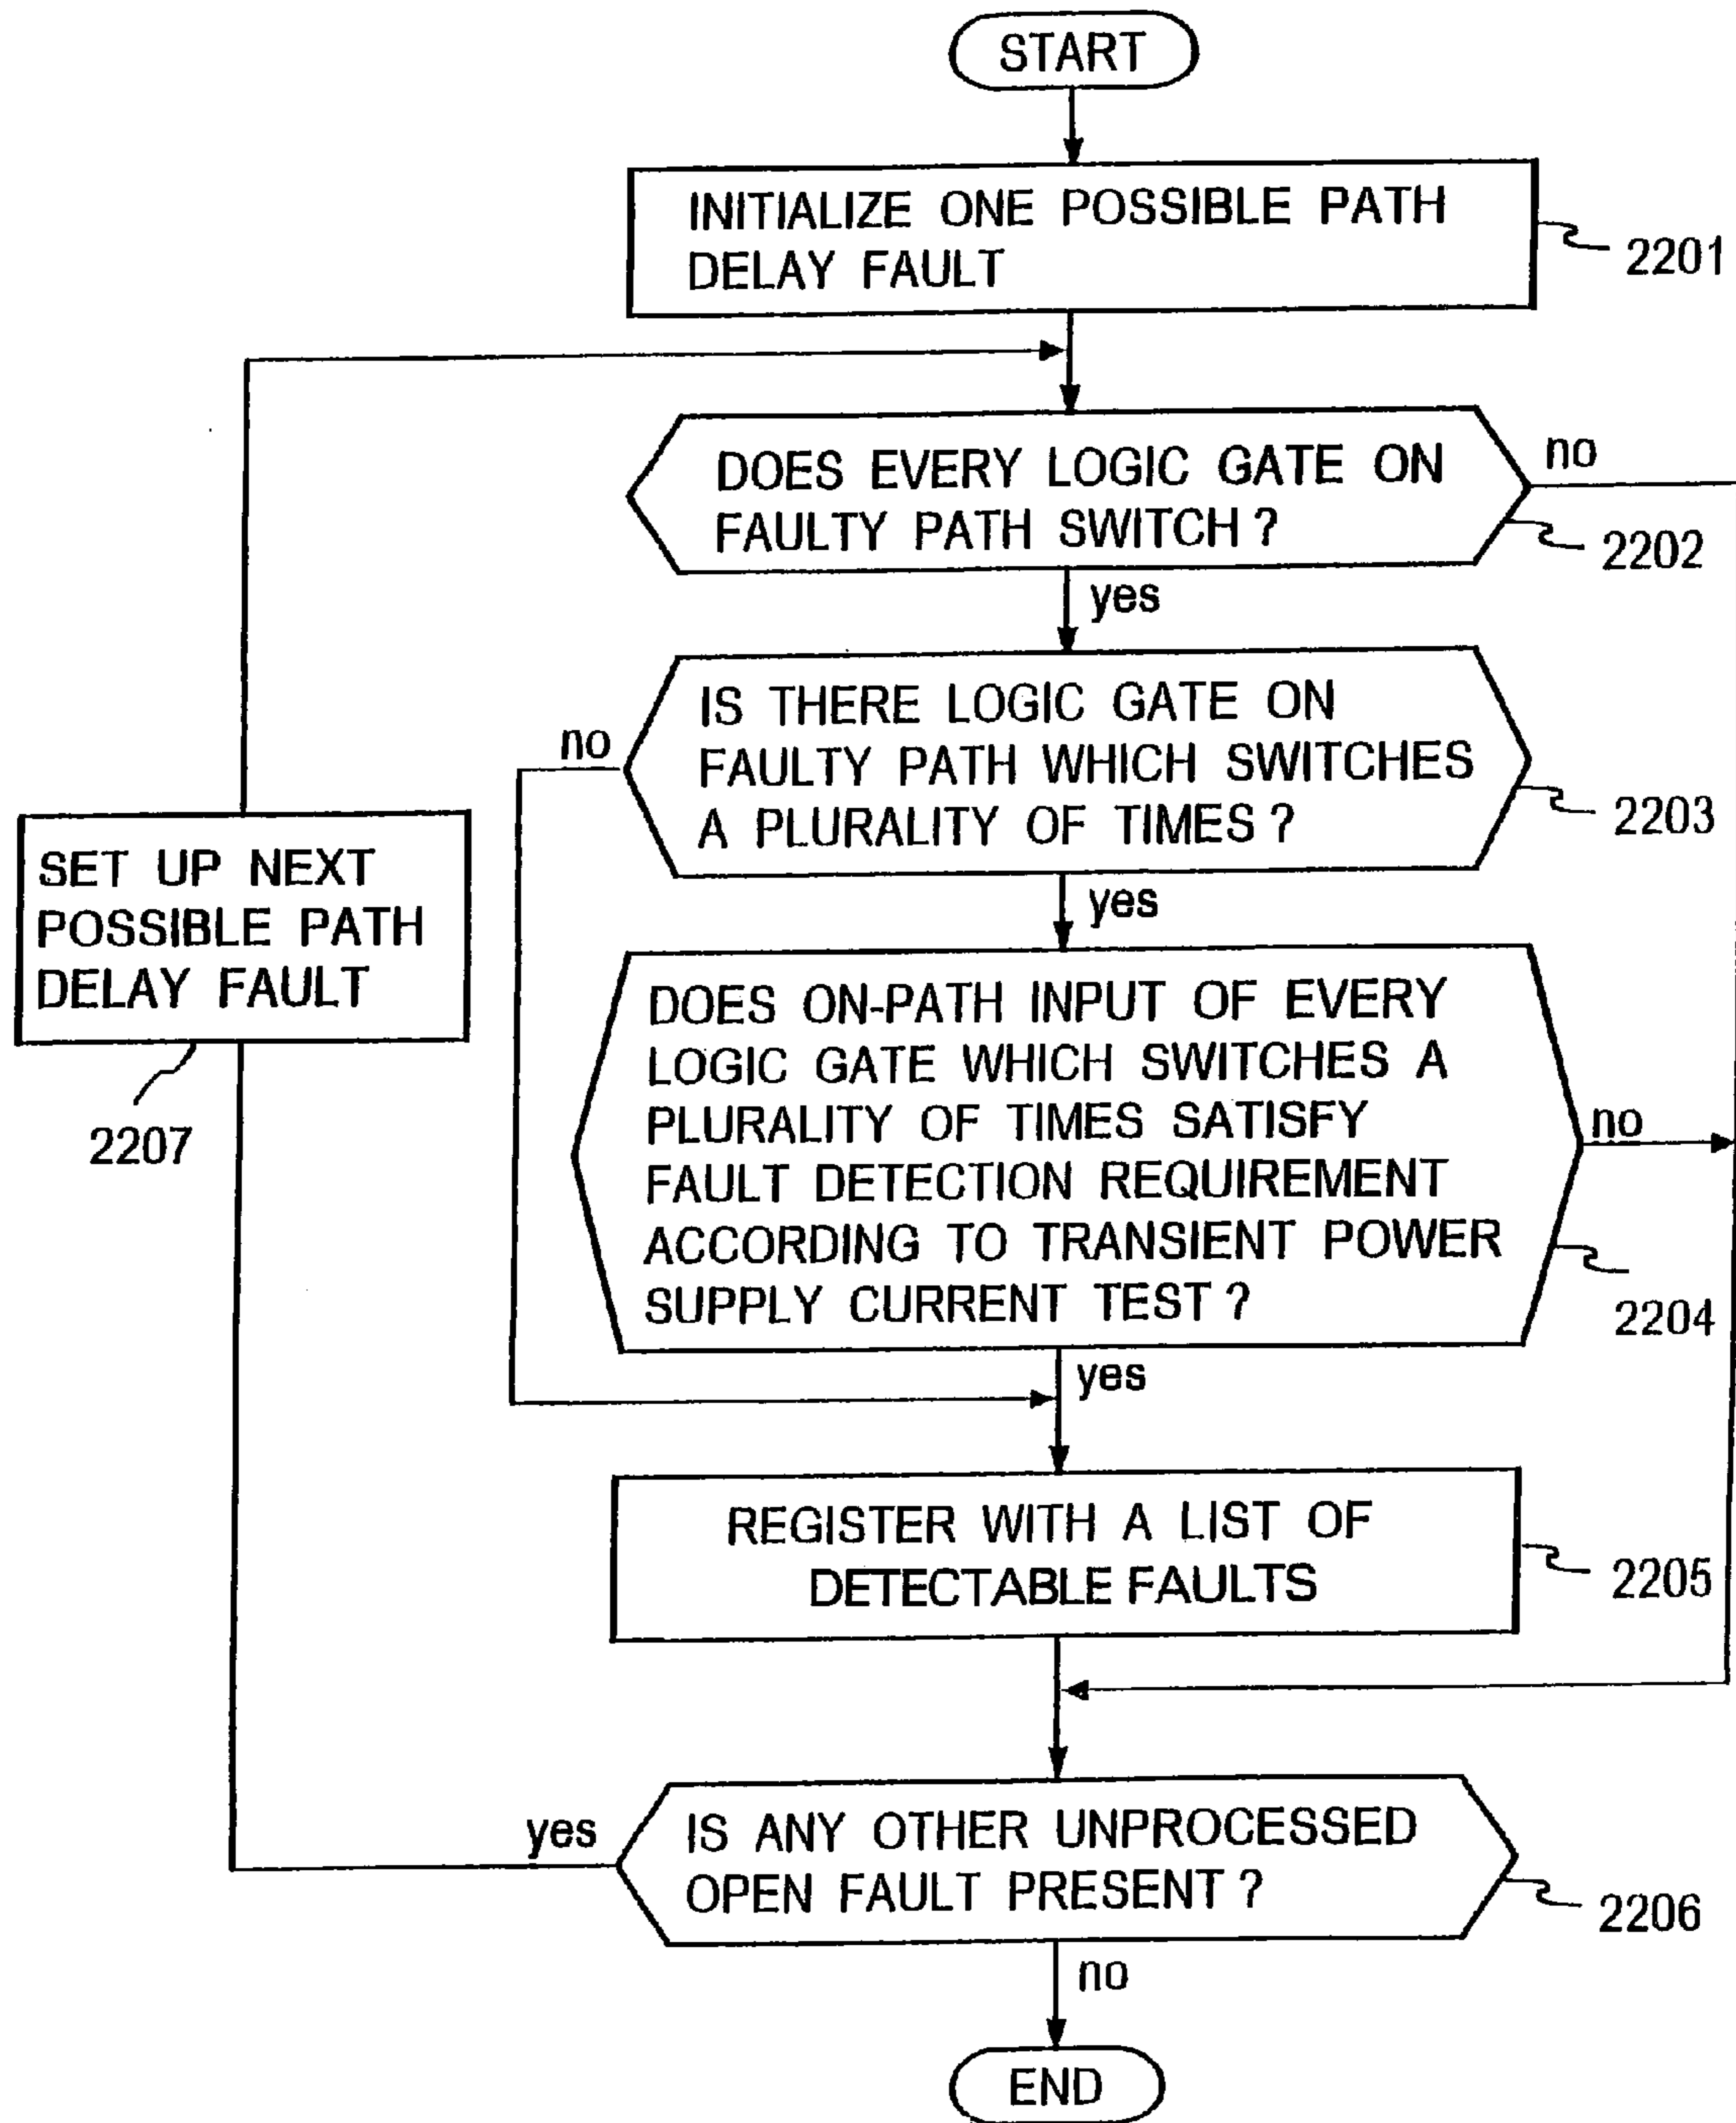 START
INITIALIZE ONE POSSIBLE PATH
DELAY FAULT
2201
DOES EVERY LOGIC GATE ON
FAULTY PATH SWITCH?
no
2202
yes
IS THERE LOGIC GATE ON
FAULTY PATH WHICH SWITCHES
A PLURALITY OF TIMES?
no
2203
yes
SET UP NEXT
POSSIBLE PATH
DELAY FAULT
2207
DOES ON-PATH INPUT OF EVERY
LOGIC GATE WHICH SWITCHES A
PLURALITY OF TIMES SATISFY
FAULT DETECTION REQUIREMENT
ACCORDING TO TRANSIENT POWER
SUPPLY CURRENT TEST?
no
2204
yes
REGISTER WITH A LIST OF
DETECTABLE FAULTS
2205
yes
IS ANY OTHER UNPROCESSED
OPEN FAULT PRESENT?
2206
no
END